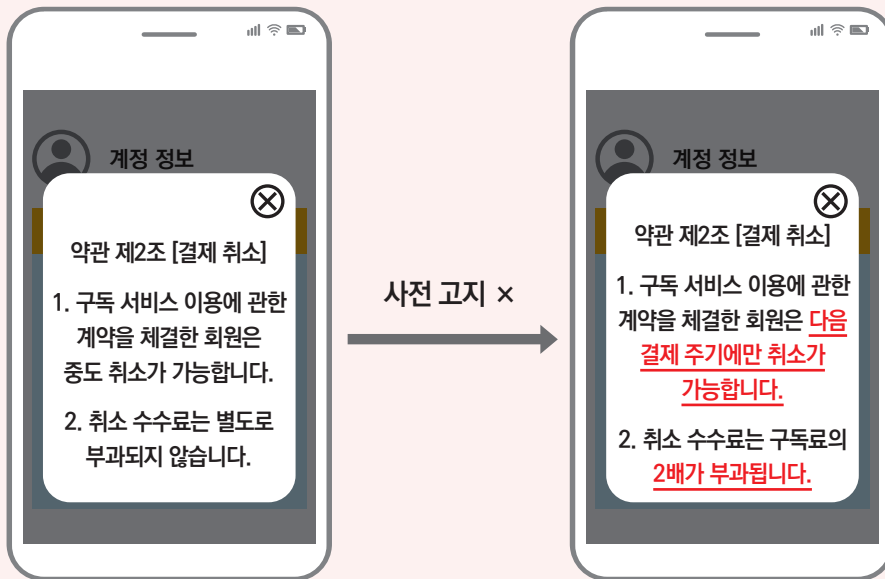 계정 정보
약관 제2조 [결제 취소]
1. 구독 서비스 이용에 관한
계약을 체결한 회원은
중도 취소가 가능합니다.
2. 취소 수수료는 별도로
부과되지 않습니다.
사전 고지 ×
계정 정보
약관 제2조 [결제 취소]
1. 구독 서비스 이용에 관한
계약을 체결한 회원은 다음
결제 주기에만 취소가
가능합니다.
2. 취소 수수료는 구독료의
2배가 부과됩니다.